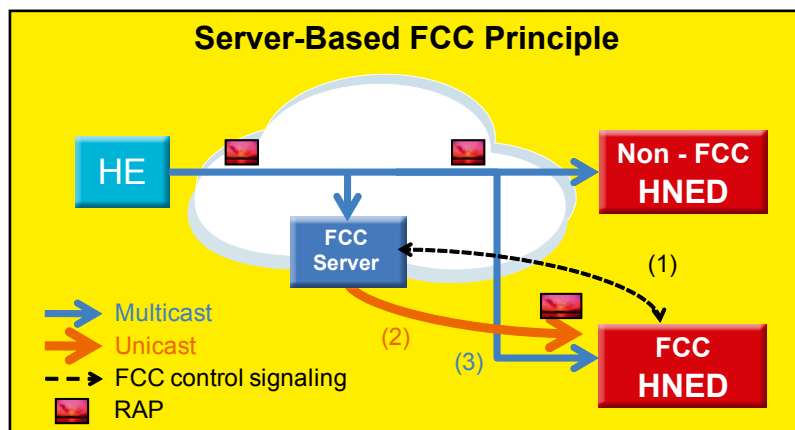 Server-Based FCC Principle
HE
Non - FCC
HNED
FCC
Server
(1)
(2)
(3)
FCC
HNED
Multicast
Unicast
FCC control signaling
RAP